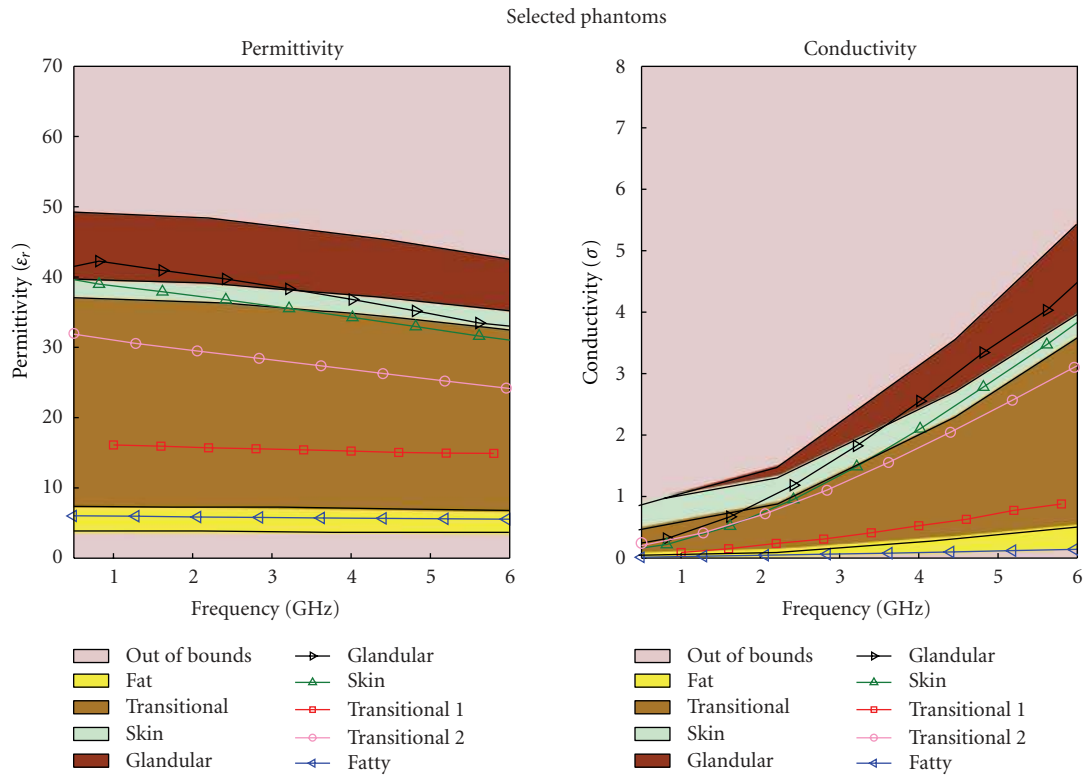 Selected phantoms
Permittivity
Conductivity
Permittivity (εr)
70
60
50
40
30
20
10
0
1
2
3
4
5
6
Frequency (GHz)
Conductivity (σ)
8
7
6
5
4
3
2
1
0
1
2
3
4
5
6
Frequency (GHz)
Out of bounds
Fat
Transitional
Skin
Glandular
Glandular
Skin
Transitional 1
Transitional 2
Fatty
Out of bounds
Fat
Transitional
Skin
Glandular
Glandular
Skin
Transitional 1
Transitional 2
Fatty